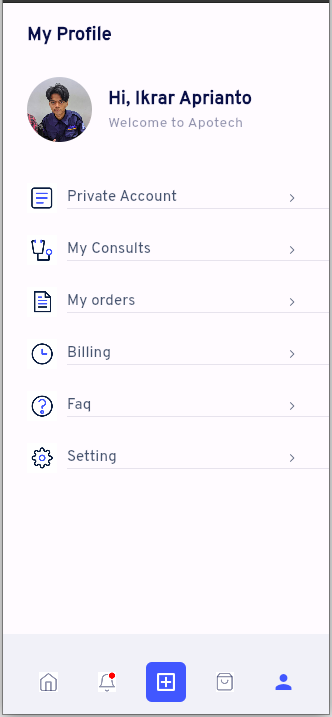 My Profile
Hi, Ikrar Aprianto
Welcome to Apotech
Private Account
My Consults
My orders
Billing
Faq
Setting